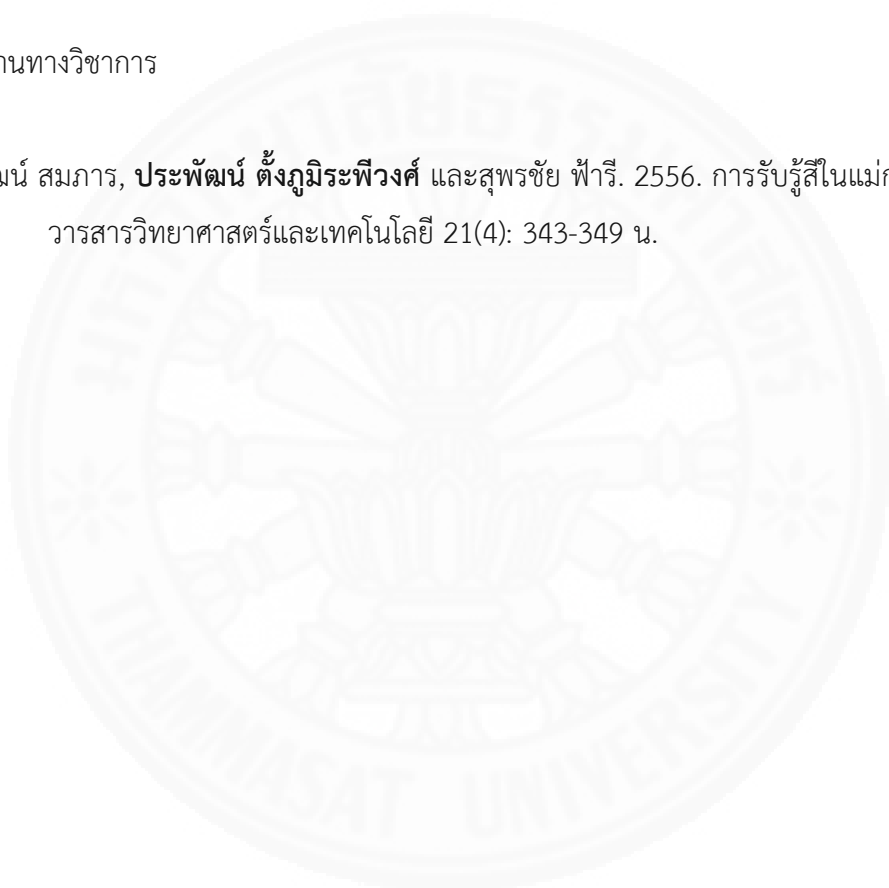 านทางวิชาการ
ฒน์ สมภาร, ประพัฒน์ ตั้งภูมิระพีวงศ์ และสุพรชัย ฟ้ารี. 2556. การรับรู้สีในแม่
วารสารวิทยาศาสตร์และเทคโนโลยี 21(4): 343-349 น.
THAMMASAT UNIVERSITY